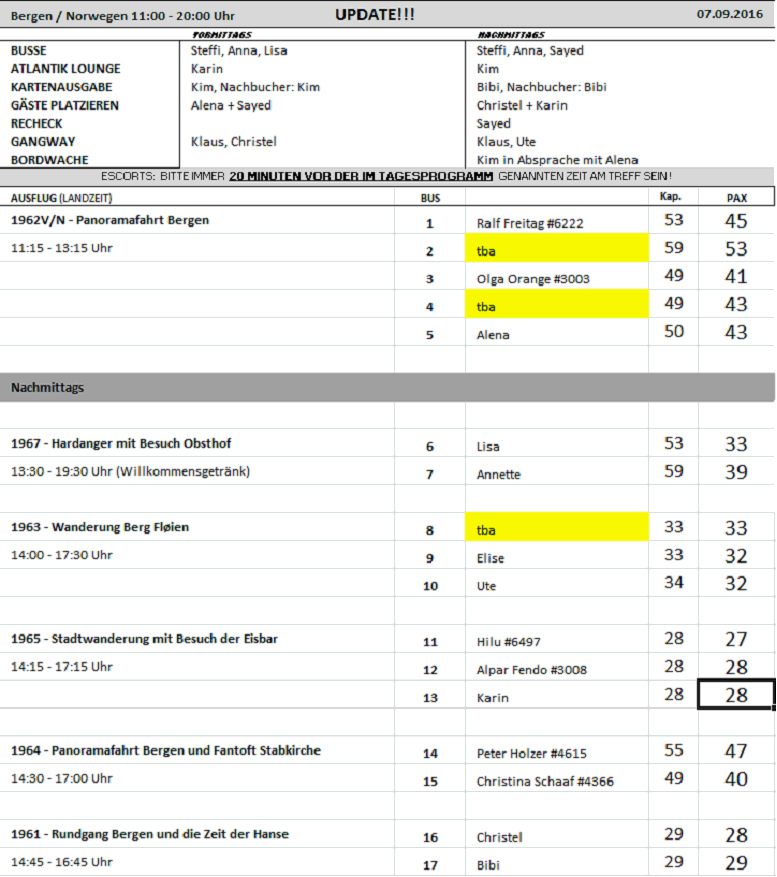 Bergen / Norwegen 11:00 - 20:00 Uhr UPDATE!!! 07.09.2016
VORMITTAGS NACHMITTAGS
BUSSE Steffi, Anna, Lisa Steffi, Anna, Sayed
ATLANTIK LOUNGE Karin Kim
KARTENAUSGABE Kim, Nachbucher: Kim Bibi, Nachbucher: Bibi
GÄSTE PLATZIEREN Alena + Sayed Christel + Karin
RECHECK Sayed
GANGWAY Klaus, Christel Klaus, Ute
BORDWACHE Kim in Absprache mit Alena
ESCORTS: BITTE IMMER 20 MINUTEN VOR DER IM TAGESPROGRAMM GENANNTEN ZEIT AM TREFF SEIN!
AUSFLUG (LANDZEIT) BUS Kap. PAX
1962V/N - Panoramafahrt Bergen 1 Ralf Freitag #6222 53 45
11:15 - 13:15 Uhr 2 tba 59 53
3 Olga Orange #3003 49 41
4 tba 49 43
5 Alena 50 43
Nachmittags
1967 - Hardanger mit Besuch Obsthof 6 Lisa 53 33
13:30 - 19:30 Uhr (Willkommensgetränk) 7 Annette 59 39
1963 - Wanderung Berg Fløien 8 tba 33 33
14:00 - 17:30 Uhr 9 Elise 33 32
10 Ute 34 32
1965 - Stadtwanderung mit Besuch der Eisbar 11 Hilu #6497 28 27
14:15 - 17:15 Uhr 12 Alpar Fendo #3008 28 28
13 Karin 28 28
1964 - Panoramafahrt Bergen und Fantoft Stabkirche 14 Peter Holzer #4615 55 47
14:30 - 17:00 Uhr 15 Christina Schaaf #4366 49 40
1961 - Rundgang Bergen und die Zeit der Hanse 16 Christel 29 28
14:45 - 16:45 Uhr 17 Bibi 29 29